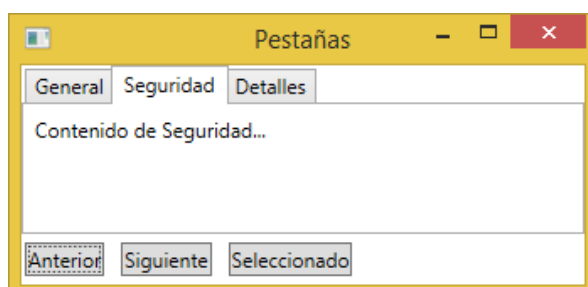 Pestañas
General Seguridad Detalles
Contenido de Seguridad...
Anterior Siguiente Seleccionado